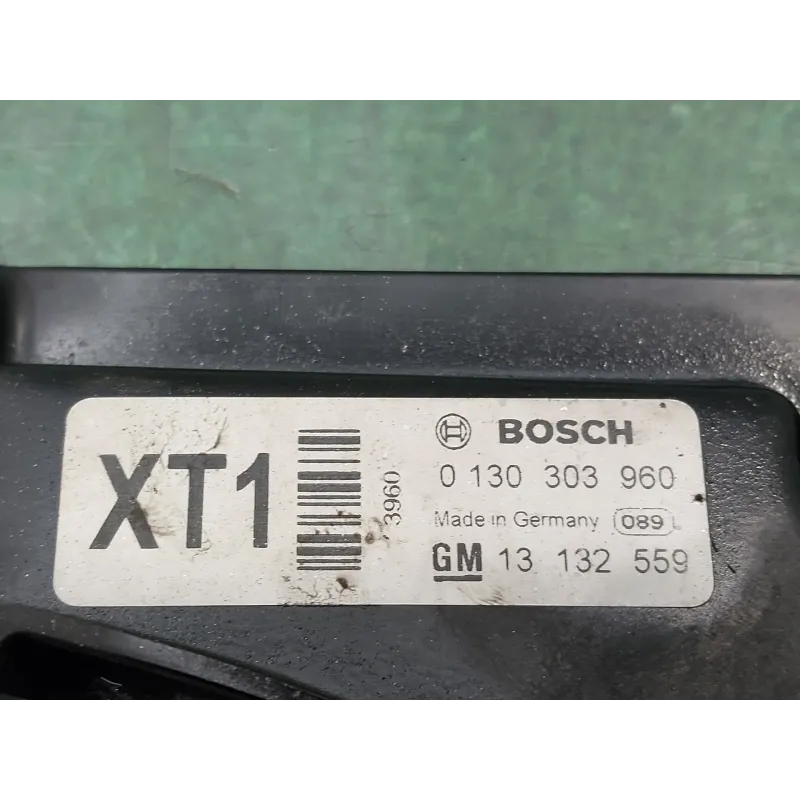 XT1
3960
BOSCH
0 130 303 960
Made in Germany 089 L
GM 13 132 559